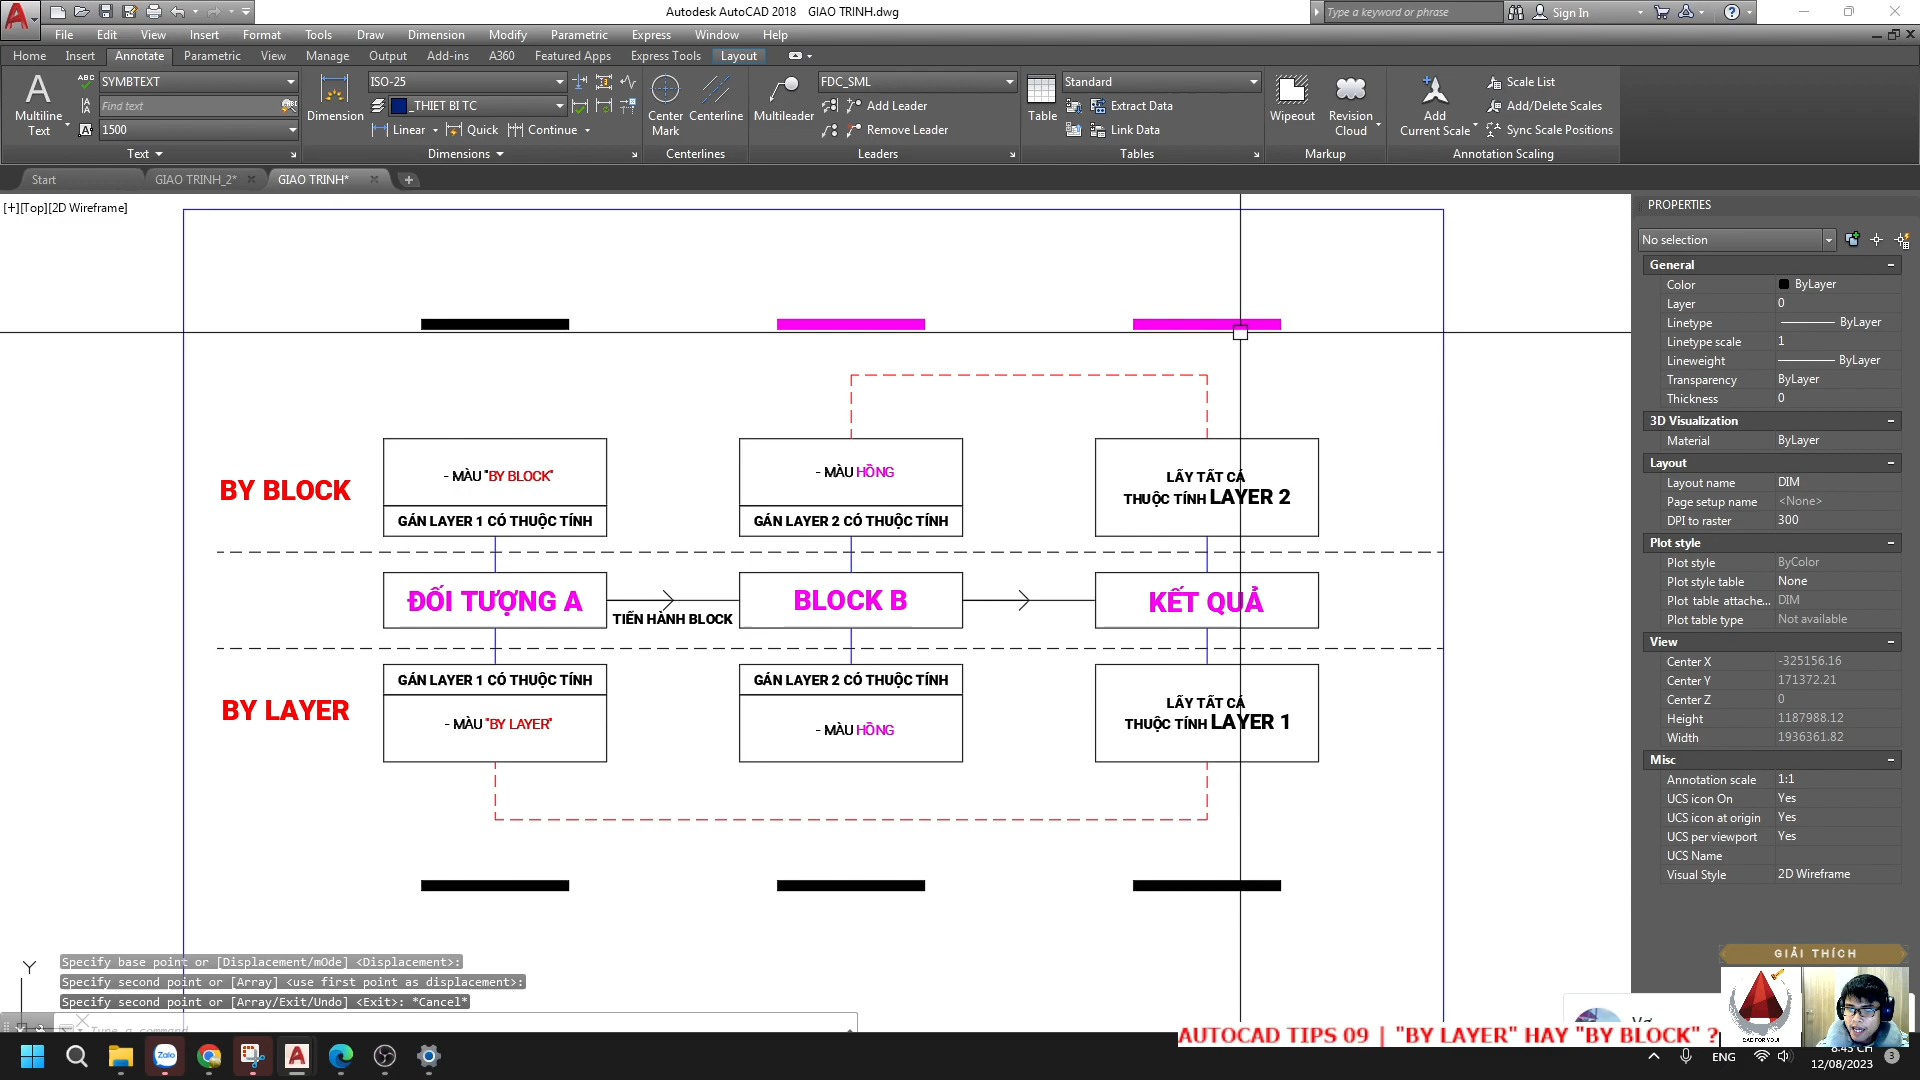 Autodesk AutoCAD 2018 GIAO TRINH.dwg
Type a keyword or phrase
Sign In
File Edit View Insert Format Tools Draw Dimension Modify Parametric Express Window Help
Home Insert Annotate Parametric View Manage Output Add-ins A360 Featured Apps Express Tools Layout
Multiline Text
ABC
SYMBTEXT
Find text
1500
Text
Dimension
ISO-25
_THIET BI TC
Linear Quick Continue
Dimensions
Center Mark
Centerline
Centerlines
Multileader
FDC_SML
Add Leader
Remove Leader
Leaders
Table
Standard
Extract Data
Link Data
Tables
Wipeout
Revision Cloud
Markup
Add Current Scale
Scale List
Add/Delete Scales
Sync Scale Positions
Annotation Scaling
Start GIAO TRINH_2* GIAO TRINH*
[+][Top][2D Wireframe]
BY BLOCK
- MÀU "BY BLOCK"
GÁN LAYER 1 CÓ THUỘC TÍNH
- MÀU HỒNG
GÁN LAYER 2 CÓ THUỘC TÍNH
LẤY TẤT CẢ
THUỘC TÍNH LAYER 2
ĐỐI TƯỢNG A
TIẾN HÀNH BLOCK
BLOCK B
KẾT QUẢ
BY LAYER
GÁN LAYER 1 CÓ THUỘC TÍNH
- MÀU "BY LAYER"
GÁN LAYER 2 CÓ THUỘC TÍNH
- MÀU HỒNG
LẤY TẤT CẢ
THUỘC TÍNH LAYER 1
Y
Specify base point or [Displacement/mOde] <Displacement>:
Specify second point or [Array] <use first point as displacement>:
Specify second point or [Array/Exit/Undo] <Exit>: *Cancel*
Type a command
PROPERTIES
No selection
General
Color ByLayer
Layer 0
Linetype ByLayer
Linetype scale 1
Lineweight ByLayer
Transparency ByLayer
Thickness 0
3D Visualization
Material ByLayer
Layout
Layout name DIM
Page setup name <None>
DPI to raster 300
Plot style
Plot style ByColor
Plot style table None
Plot table attache... DIM
Plot table type Not available
View
Center X -325156.16
Center Y 171372.21
Center Z 0
Height 1187988.12
Width 1936361.82
Misc
Annotation scale 1:1
UCS icon On Yes
UCS icon at origin Yes
UCS per viewport Yes
UCS Name
Visual Style 2D Wireframe
GIẢI THÍCH
CAD FOR YOU!
AUTOCAD TIPS 09 | "BY LAYER" HAY "BY BLOCK" ?
Zalo
ENG
8:43 CH
12/08/2023
3